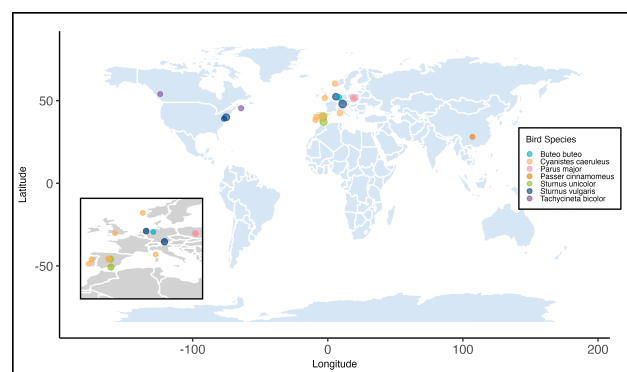 50
0
-50
Latitude
-100
0
100
200
Longitude
Bird Species
Buteo buteo
Cyanistes caeruleus
Parus major
Passer cinnamomeus
Sturnus unicolor
Sturnus vulgaris
Tachycineta bicolor